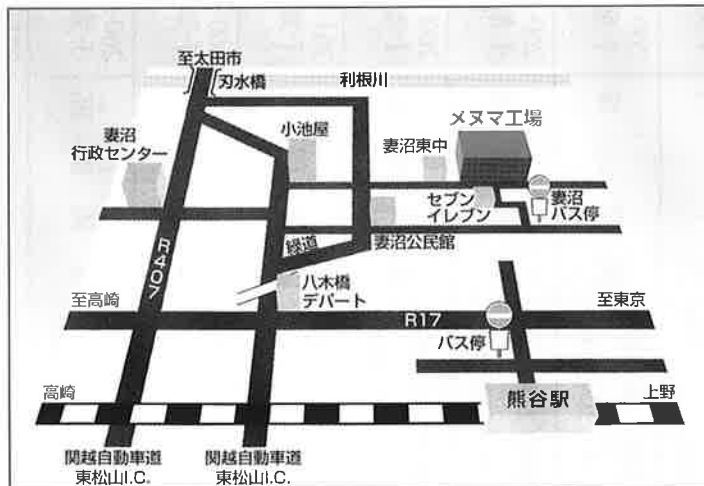 至太田市
刃水橋
利根川
メヌマ工場
小池屋
妻沼東中
妻沼
行政センター
セブン
イレブン
妻沼
バス停
緑道
妻沼公民館
R407
八木橋
デパート
至高崎
至東京
R17
バス停
高崎
熊谷駅
上野
関越自動車道
東松山I.C.
関越自動車道
東松山I.C.